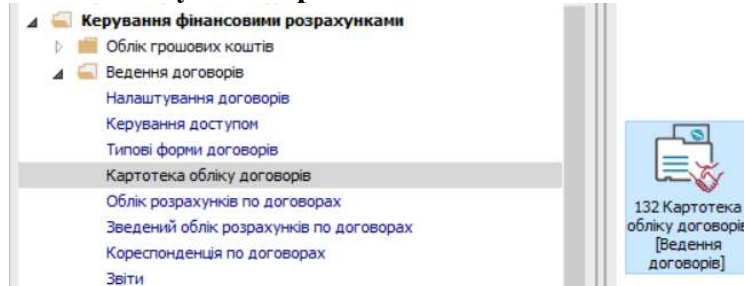 Керування фінансовими розрахунками
Облік грошових коштів
Ведення договорів
Налаштування договорів
Керування доступом
Типові форми договорів
Картотека обліку договорів
Облік розрахунків по договорах
Зведений облік розрахунків по договорах
Кореспонденція по договорах
Звіти
132 Картотека
обліку договорів
[Ведення
договорів]